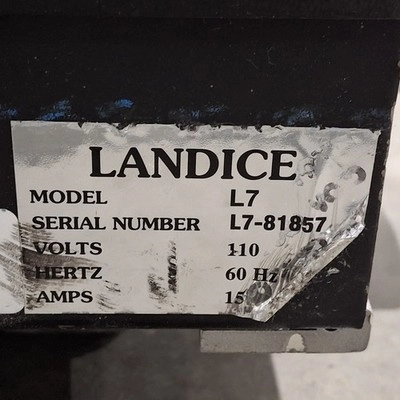 LANDICE
MODEL L7
SERIAL NUMBER L7-81857
VOLTS 110
HERTZ 60 Hz
AMPS 15